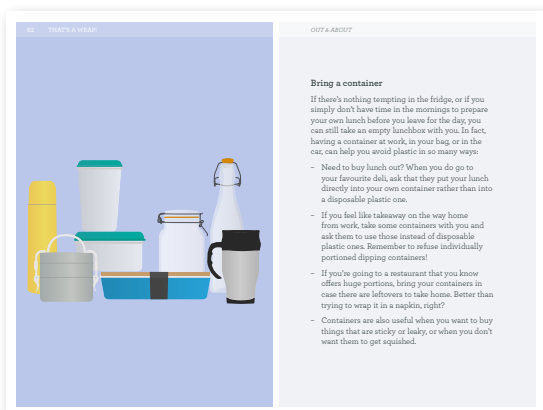 62 THAT'S A WRAP!
OUT & ABOUT
Bring a container
If there's nothing tempting in the fridge, or if you
simply don't have time in the mornings to prepare
your own lunch before you leave for the day, you
can still take an empty lunchbox with you. In fact,
having a container at work, in your bag, or in the
car, can help you avoid plastic in so many ways:
– Need to buy lunch out? When you do go to
your favourite deli, ask that they put your lunch
directly into your own container rather than into
a disposable plastic one.
– If you feel like takeaway on the way home
from work, take some containers with you and
ask them to use those instead of disposable
plastic ones. Remember to refuse individually
portioned dipping containers!
– If you're going to a restaurant that you know
offers huge portions, bring your containers in
case there are leftovers to take home. Better than
trying to wrap it in a napkin, right?
– Containers are also useful when you want to buy
things that are sticky or leaky, or when you don't
want them to get squished.